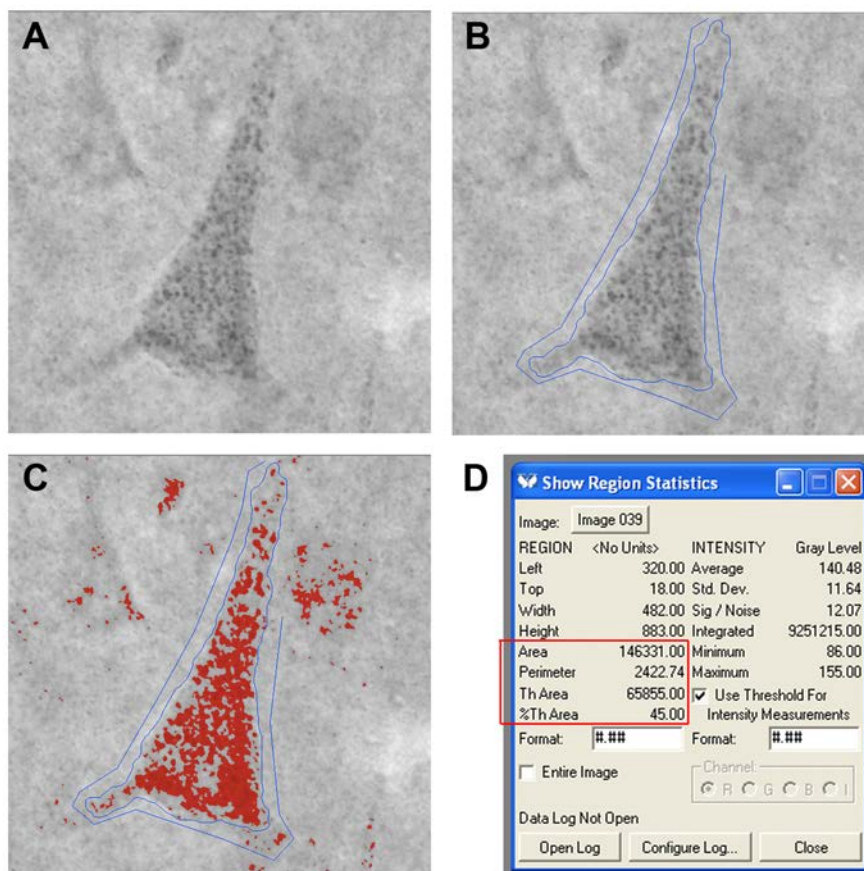 A
B
C
D
Show Region Statistics
Image: Image 039
REGION <No Units> INTENSITY Gray Level
Left 320.00 Average 140.48
Top 18.00 Std. Dev. 11.64
Width 482.00 Sig / Noise 12.07
Height 883.00 Integrated 9251215.00
Area 146331.00 Minimum 86.00
Perimeter 2422.74 Maximum 155.00
Th Area 65855.00 Use Threshold For
%Th Area 45.00 Intensity Measurements
Format: #.## Format: #.##
Entire Image Channel:
R G B I
Data Log Not Open
Open Log Configure Log... Close